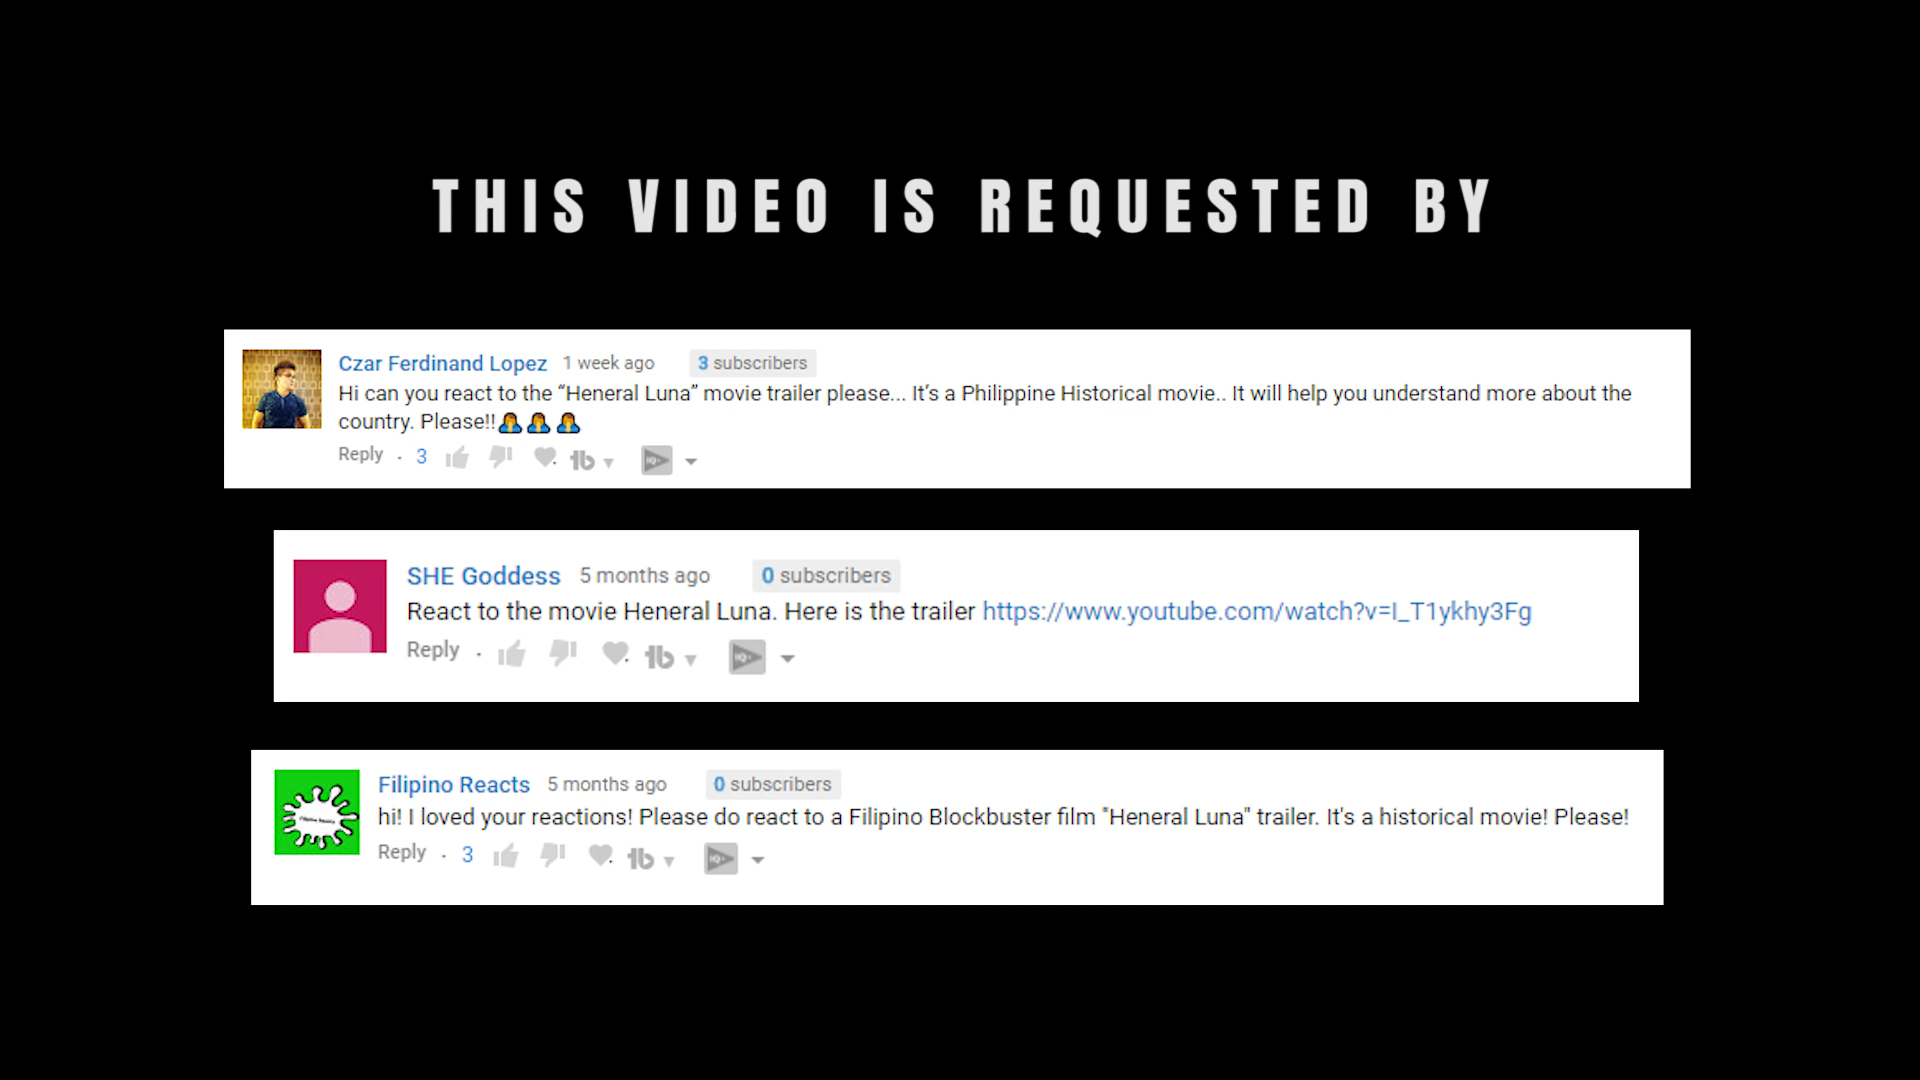 THIS VIDEO IS REQUESTED BY
Czar Ferdinand Lopez 1 week ago 3 subscribers
Hi can you react to the “Heneral Luna” movie trailer please... It’s a Philippine Historical movie.. It will help you understand more about the
country. Please!!🤦‍♂️🤦‍♂️🤦‍♂️
Reply · 3
SHE Goddess 5 months ago 0 subscribers
React to the movie Heneral Luna. Here is the trailer https://www.youtube.com/watch?v=I_T1ykhy3Fg
Reply ·
Filipino Reacts 5 months ago 0 subscribers
hi! I loved your reactions! Please do react to a Filipino Blockbuster film "Heneral Luna" trailer. It's a historical movie! Please!
Reply · 3